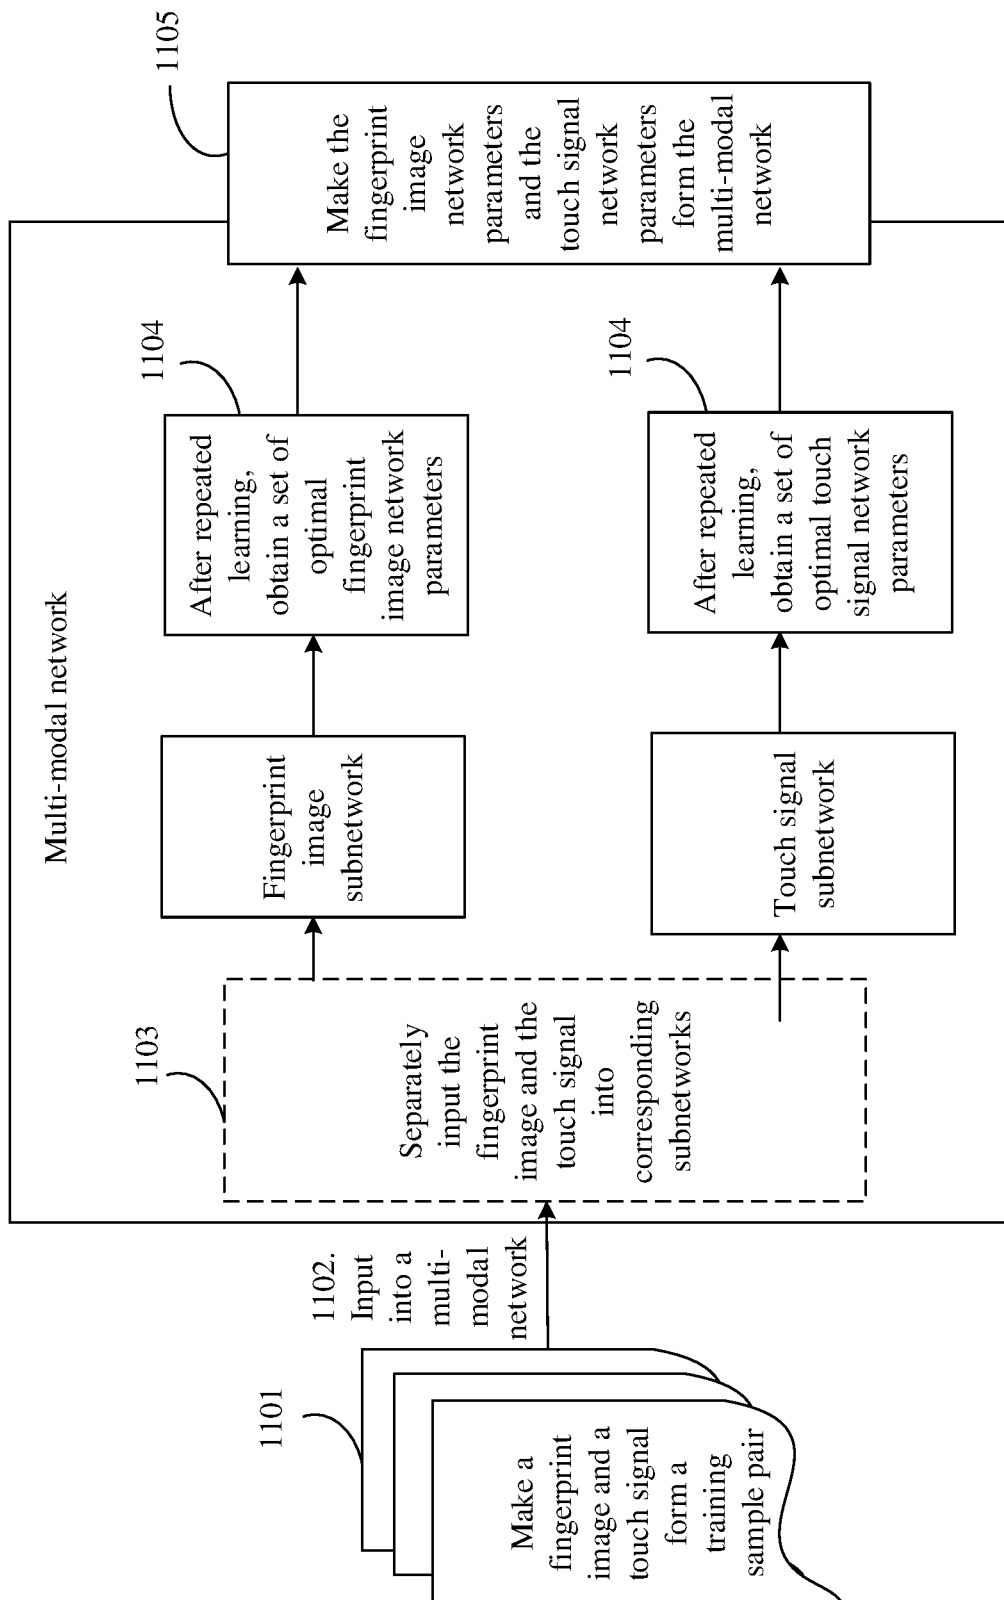 Multi-modal network
1101
Make a
fingerprint
image and a
touch signal
form a
training
sample pair
1102.
Input
into a
multi-
modal
network
1103
Separately
input the
fingerprint
image and the
touch signal
into
corresponding
subnetworks
Fingerprint
image
subnetwork
Touch signal
subnetwork
1104
After repeated
learning,
obtain a set of
optimal
fingerprint
image network
parameters
1104
After repeated
learning,
obtain a set of
optimal touch
signal network
parameters
1105
Make the
fingerprint
image
network
parameters
and the
touch signal
network
parameters
form the
multi-modal
network